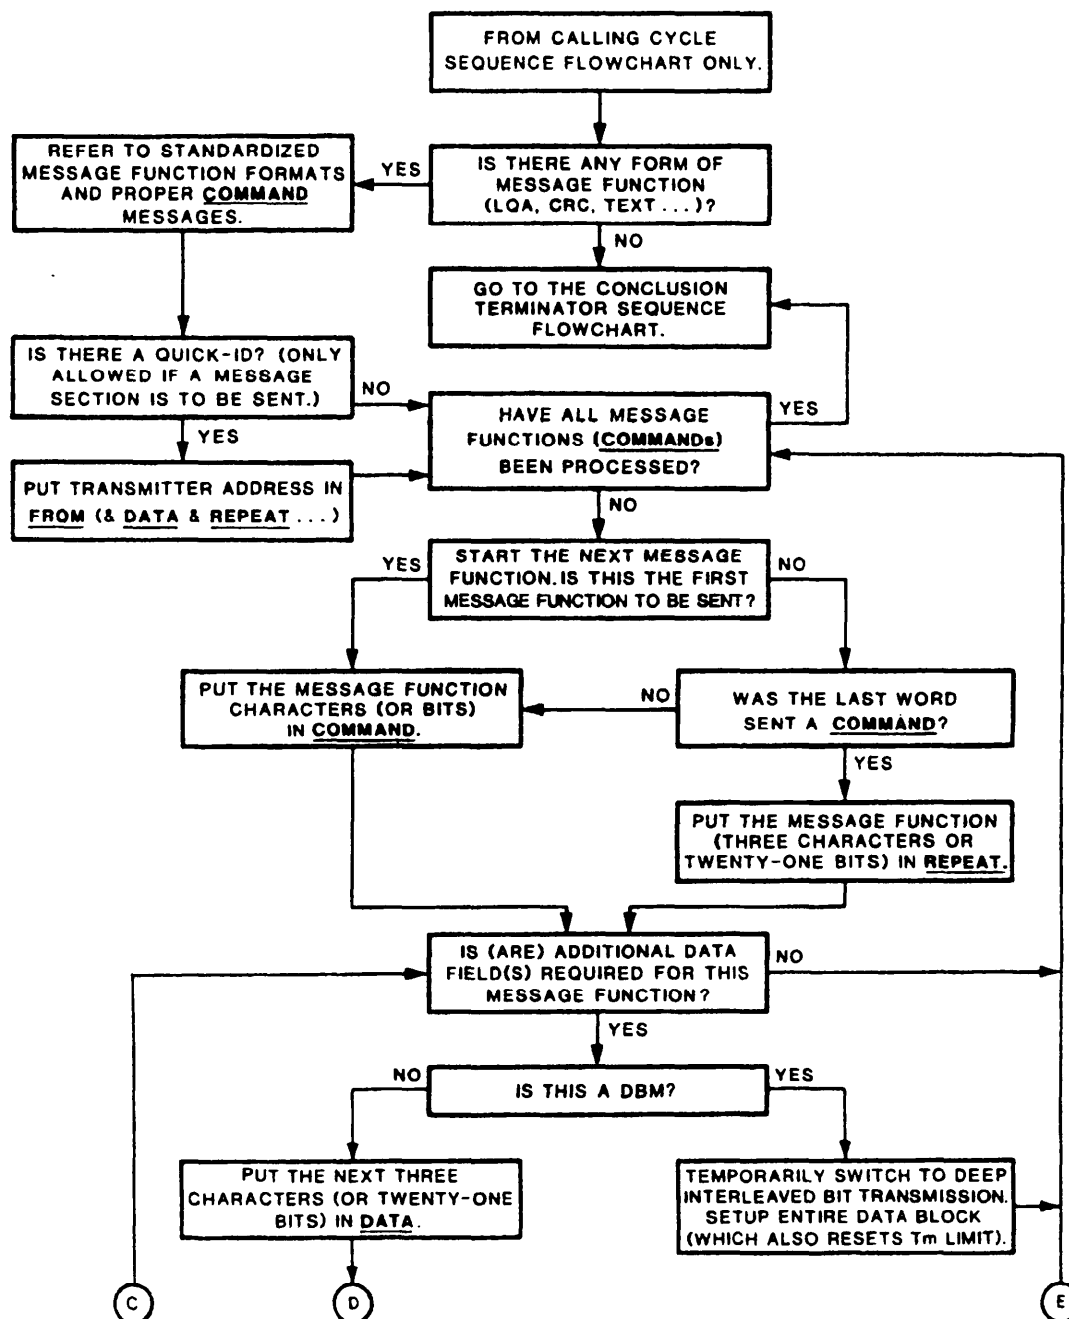 FROM CALLING CYCLE
SEQUENCE FLOWCHART ONLY.
REFER TO STANDARDIZED
MESSAGE FUNCTION FORMATS
AND PROPER COMMAND
MESSAGES.
YES
IS THERE ANY FORM OF
MESSAGE FUNCTION
(LQA, CRC, TEXT ...)?
NO
GO TO THE CONCLUSION
TERMINATOR SEQUENCE
FLOWCHART.
IS THERE A QUICK-ID? (ONLY
ALLOWED IF A MESSAGE
SECTION IS TO BE SENT.)
NO
YES
HAVE ALL MESSAGE
FUNCTIONS (COMMANDs)
BEEN PROCESSED?
YES
PUT TRANSMITTER ADDRESS IN
FROM (& DATA & REPEAT ...)
NO
YES
START THE NEXT MESSAGE
FUNCTION. IS THIS THE FIRST
MESSAGE FUNCTION TO BE SENT?
NO
PUT THE MESSAGE FUNCTION
CHARACTERS (OR BITS)
IN COMMAND.
NO
WAS THE LAST WORD
SENT A COMMAND?
YES
PUT THE MESSAGE FUNCTION
(THREE CHARACTERS OR
TWENTY-ONE BITS) IN REPEAT.
IS (ARE) ADDITIONAL DATA
FIELD(S) REQUIRED FOR THIS
MESSAGE FUNCTION?
NO
YES
NO
IS THIS A DBM?
YES
PUT THE NEXT THREE
CHARACTERS (OR TWENTY-ONE
BITS) IN DATA.
TEMPORARILY SWITCH TO DEEP
INTERLEAVED BIT TRANSMISSION.
SETUP ENTIRE DATA BLOCK
(WHICH ALSO RESETS Tm LIMIT).
C
D
E